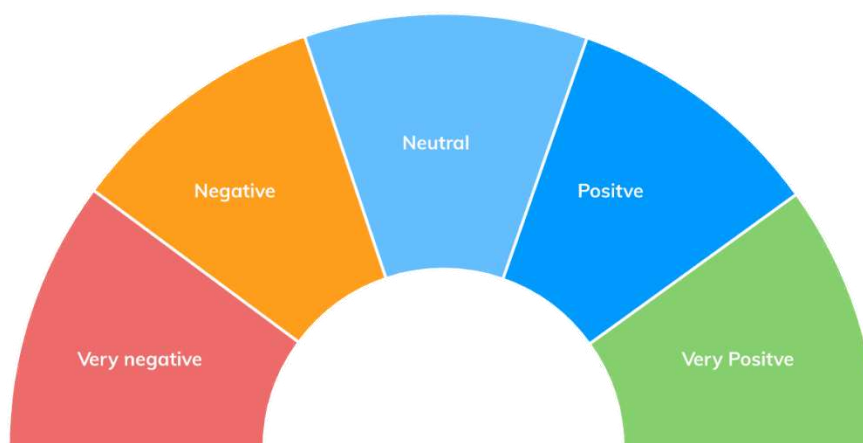 Very negative
Negative
Neutral
Positve
Very Positve